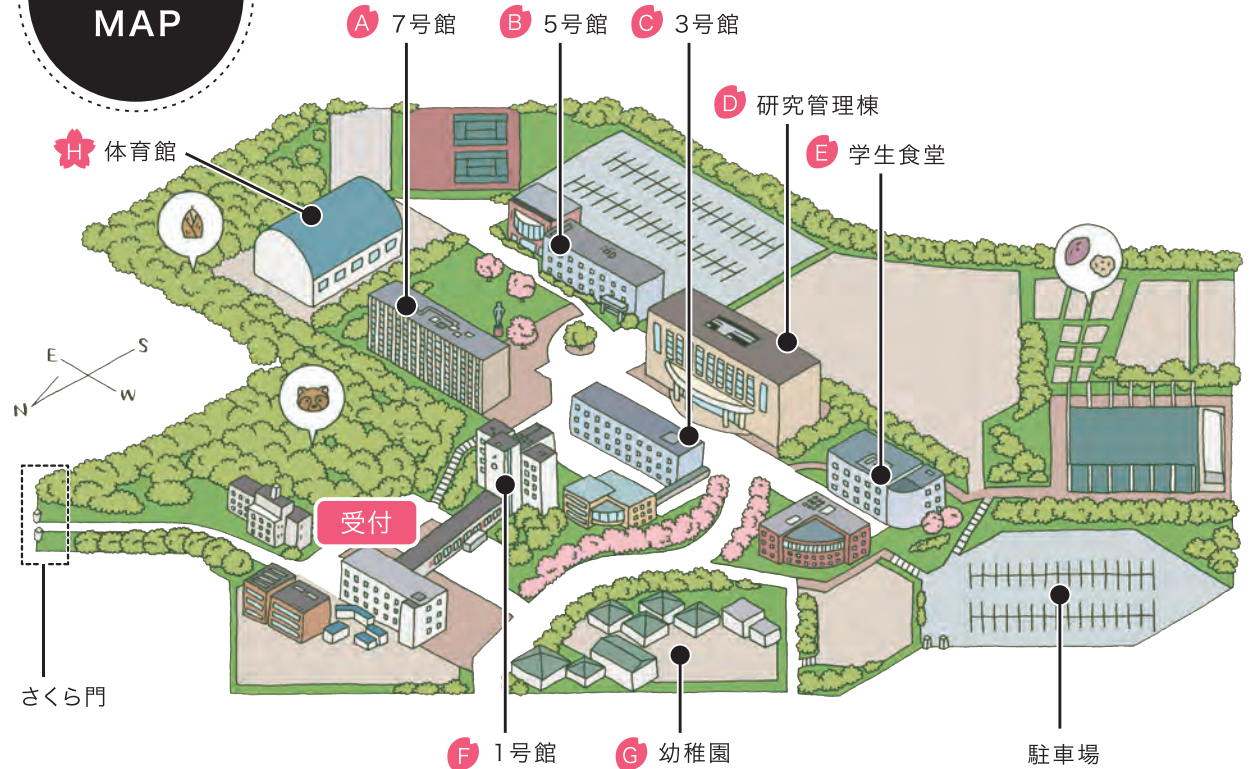 MAP
A 7号館
B 5号館
C 3号館
D 研究管理棟
E 学生食堂
H 体育館
E
S
N
W
受付
さくら門
F 1号館
G 幼稚園
駐車場